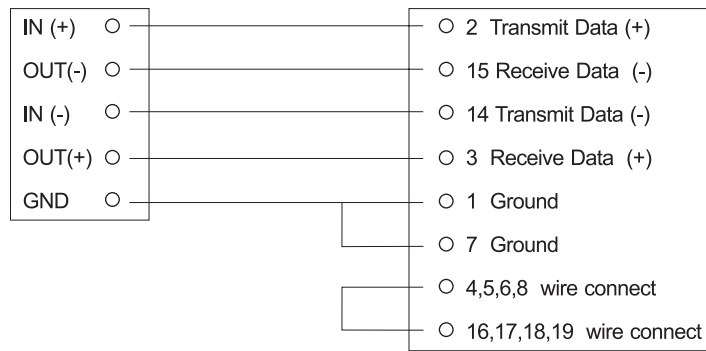 IN (+)
OUT(-)
IN (-)
OUT(+)
GND
2 Transmit Data (+)
15 Receive Data (-)
14 Transmit Data (-)
3 Receive Data (+)
1 Ground
7 Ground
4,5,6,8 wire connect
16,17,18,19 wire connect